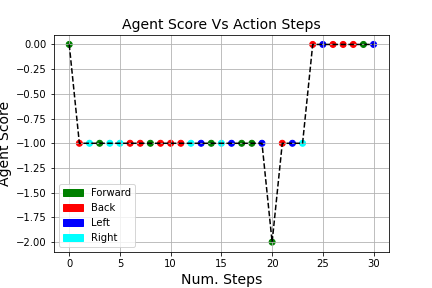 Agent Score Vs Action Steps
Agent Score
0.00
−0.25
−0.50
−0.75
−1.00
−1.25
−1.50
−1.75
−2.00
Forward
Back
Left
Right
0 5 10 15 20 25 30
Num. Steps